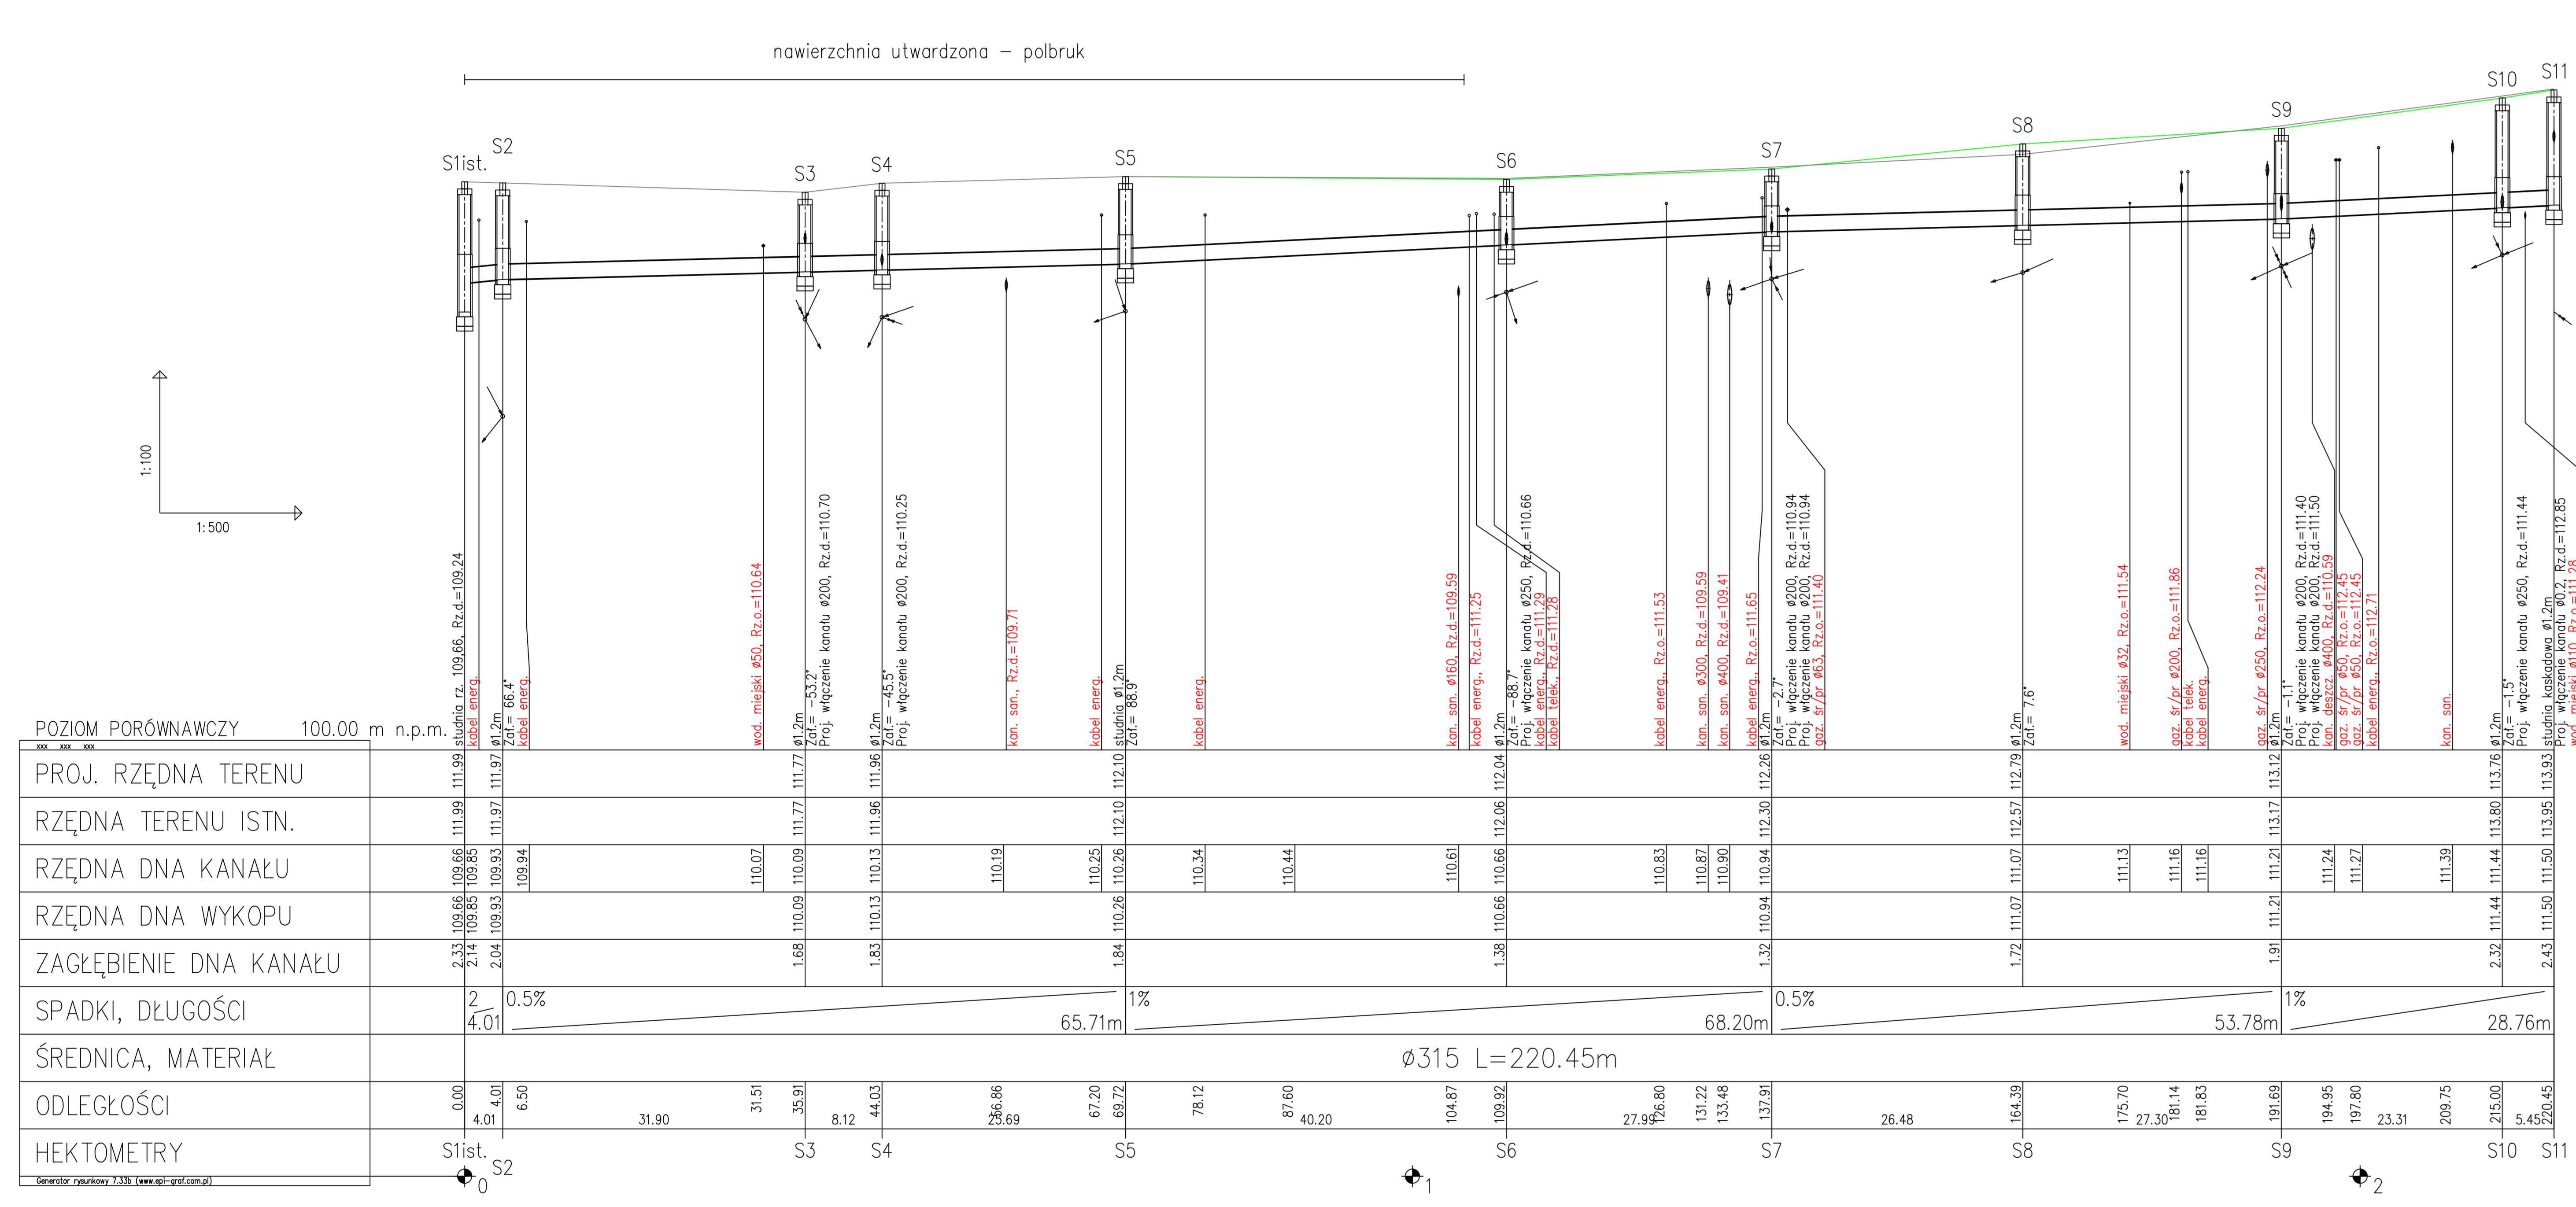 nawierzchnia utwardzona – polbruk
S1ist.
S2
S3
S4
S5
S6
S7
S8
S9
S10
S11
1:100
1:500
studnia rz. 109,66, Rz.d.=109.24
kabel energ.
ø1.2m
Zał.= 66.4°
kabel energ.
wod. miejski ø50, Rz.o.=110.64
ø1.2m
Zał.= -53.2°
Proj. włączenie kanału ø200, Rz.d.=110.70
ø1.2m
Zał.= -45.5°
Proj. włączenie kanału ø200, Rz.d.=110.25
kan. san., Rz.d.=109.71
kabel energ.
studnia ø1.2m
Zał.= 88.9°
kabel energ.
kan. san. ø160, Rz.d.=109.59
kabel energ., Rz.d.=111.25
ø1.2m
Zał.= -88.7°
Proj. włączenie kanału ø250, Rz.d.=110.66
kabel energ., Rz.d.=111.29
kabel telek., Rz.d.=111.28
kabel energ., Rz.o.=111.53
kan. san. ø300, Rz.d.=109.59
kan. san. ø400, Rz.d.=109.41
kabel energ., Rz.o.=111.65
ø1.2m
Zał.= -2.7°
Proj. włączenie kanału ø200, Rz.d.=110.94
Proj. włączenie kanału ø200, Rz.d.=110.94
gaz. śr/pr ø63, Rz.o.=111.40
ø1.2m
Zał.= 7.6°
wod. miejski ø32, Rz.o.=111.54
gaz. śr/pr ø200, Rz.o.=111.86
kabel telek.
kabel energ.
gaz. śr/pr ø250, Rz.o.=112.24
ø1.2m
Zał.= -1.1°
Proj. włączenie kanału ø200, Rz.d.=111.40
Proj. włączenie kanału ø200, Rz.d.=111.50
kan. deszcz. ø400, Rz.d.=110.59
gaz. śr/pr ø50, Rz.o.=112.45
gaz. śr/pr ø50, Rz.o.=112.45
kabel energ., Rz.o.=112.71
kan. san.
ø1.2m
Zał.= -1.5°
Proj. włączenie kanału ø250, Rz.d.=111.44
studnia kaskadowa ø1.2m
Proj. włączenie kanału ø0.2, Rz.d.=112.85
wod. miejski ø110, Rz.o.=111.28
POZIOM PORÓWNAWCZY 100.00 m n.p.m.
xxx xxx xxx
PROJ. RZĘDNA TERENU 111.99 111.97 111.77 111.96 112.10 112.04 112.26 112.79 113.12 113.76 113.93
RZĘDNA TERENU ISTN. 111.99 111.97 111.77 111.96 112.10 112.06 112.30 112.57 113.17 113.80 113.95
RZĘDNA DNA KANAŁU 109.66 109.85 109.93 109.94 110.07 110.09 110.13 110.19 110.25 110.26 110.34 110.44 110.61 110.66 110.83 110.87 110.90 110.94 111.07 111.13 111.16 111.16 111.21 111.24 111.27 111.39 111.44 111.50
RZĘDNA DNA WYKOPU 109.66 109.85 109.93 110.09 110.13 110.26 110.66 110.94 111.07 111.21 111.44 111.50
ZAGŁĘBIENIE DNA KANAŁU 2.33 2.14 2.04 1.68 1.83 1.84 1.38 1.32 1.72 1.91 2.32 2.43
SPADKI, DŁUGOŚCI 2 0.5% 1% 0.5% 1%
4.01 65.71m 68.20m 53.78m 28.76m
ŚREDNICA, MATERIAŁ ø315 L=220.45m
ODLEGŁOŚCI 0.00 4.01 6.50 31.51 35.91 44.03 56.86 67.20 69.72 78.12 87.60 104.87 109.92 126.80 131.22 133.48 137.91 164.39 175.70 181.14 181.83 191.69 194.95 197.80 209.75 215.00 220.45
4.01 31.90 8.12 25.69 40.20 27.99 26.48 27.30 23.31 5.45
HEKTOMETRY S1ist. S2 S3 S4 S5 S6 S7 S8 S9 S10 S11
Generator rysunkowy 7.33b (www.epi-graf.com.pl)
0 1 2